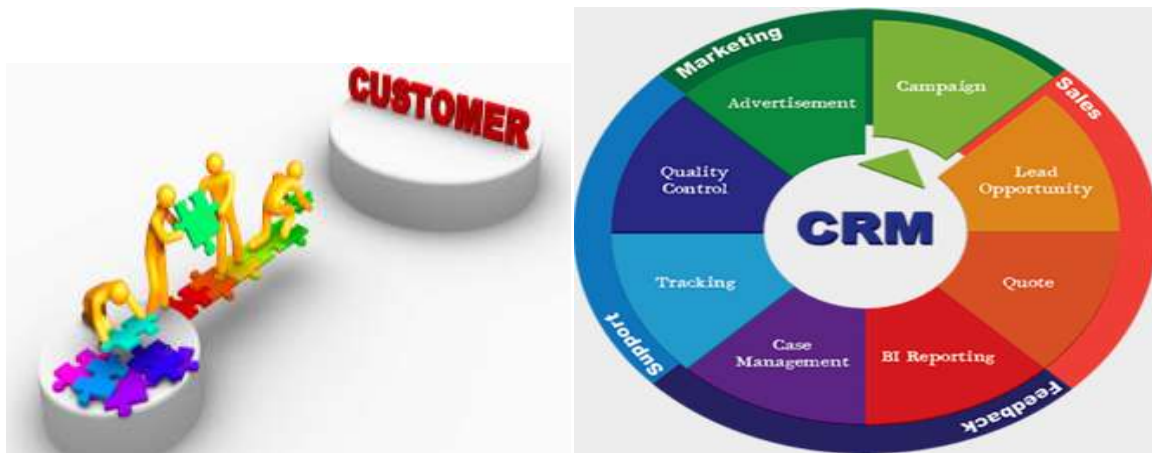 CUSTOMER
Marketing
Advertisement
Campaign
Sales
Lead
Opportunity
Quote
Feedback
BI Reporting
Case
Management
Support
Tracking
Quality
Control
CRM